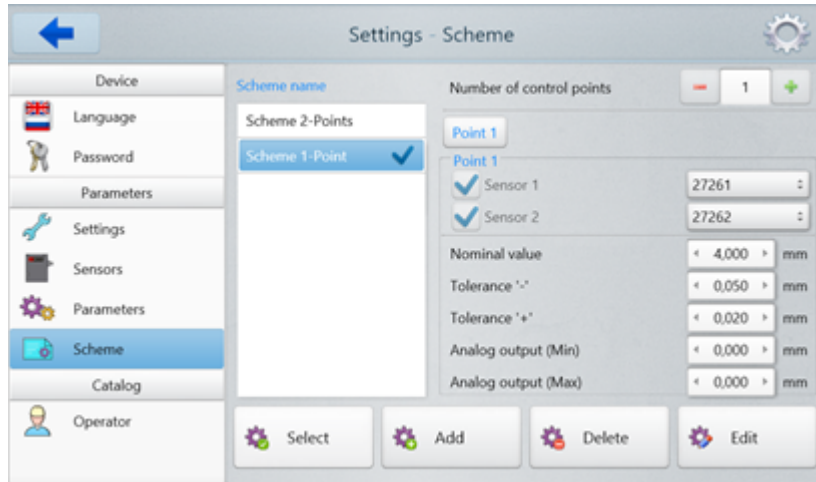 Settings - Scheme
Device
Language
Password
Parameters
Settings
Sensors
Parameters
Scheme
Catalog
Operator
Scheme name
Scheme 2-Points
Scheme 1-Point
Number of control points
1
Point 1
Point 1
Sensor 1 27261
Sensor 2 27262
Nominal value 4,000 mm
Tolerance '-' 0,050 mm
Tolerance '+' 0,020 mm
Analog output (Min) 0,000 mm
Analog output (Max) 0,000 mm
Select
Add
Delete
Edit